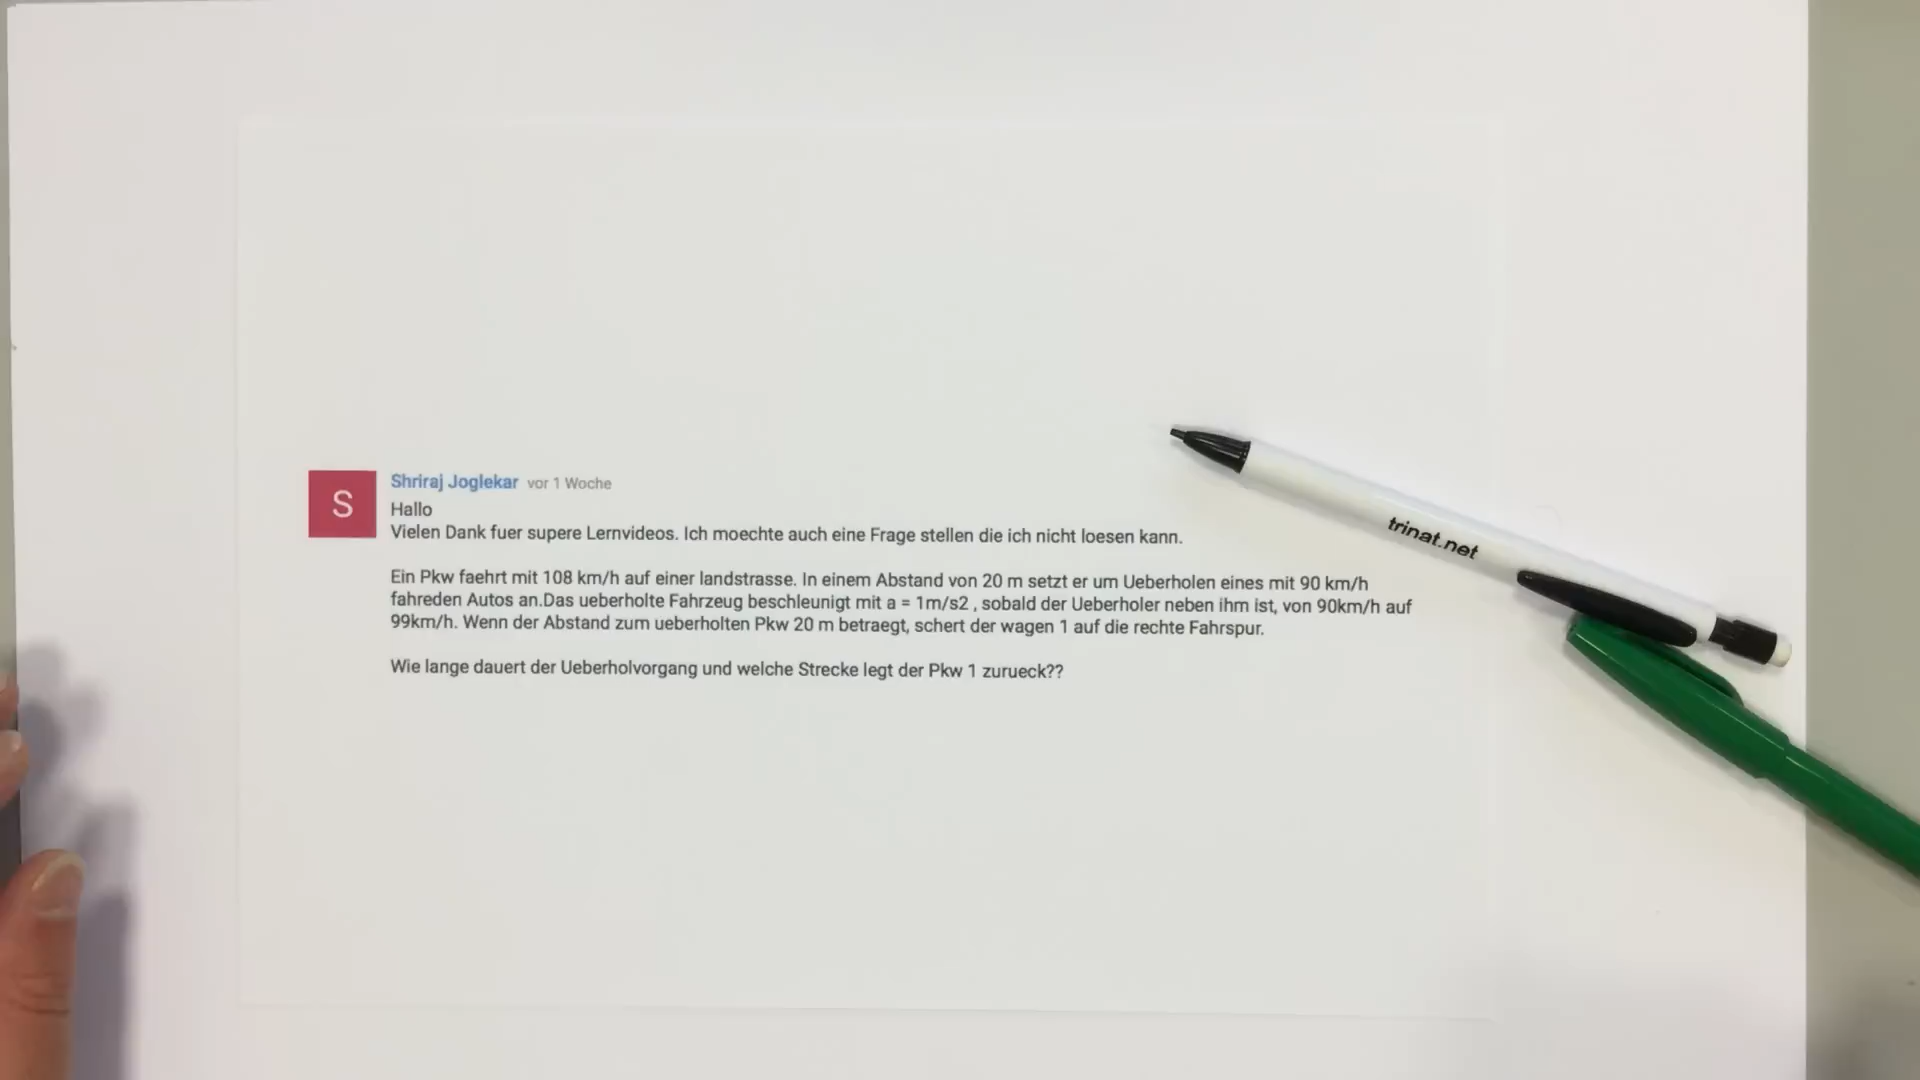 S
Shriraj Joglekar vor 1 Woche
Hallo
Vielen Dank fuer supere Lernvideos. Ich moechte auch eine Frage stellen die ich nicht loesen kann.
Ein Pkw faehrt mit 108 km/h auf einer landstrasse. In einem Abstand von 20 m setzt er um Ueberholen eines mit 90 km/h
fahreden Autos an.Das ueberholte Fahrzeug beschleunigt mit a = 1m/s2 , sobald der Ueberholer neben ihm ist, von 90km/h auf
99km/h. Wenn der Abstand zum ueberholten Pkw 20 m betraegt, schert der wagen 1 auf die rechte Fahrspur.
Wie lange dauert der Ueberholvorgang und welche Strecke legt der Pkw 1 zurueck??
trinat.net